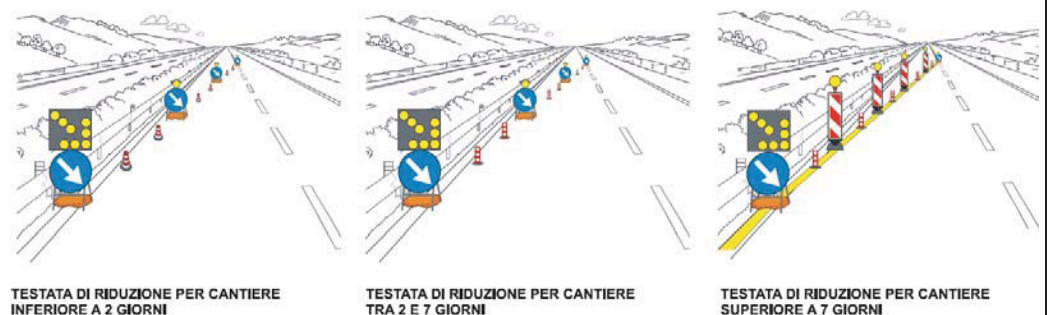 TESTATA DI RIDUZIONE PER CANTIERE
INFERIORE A 2 GIORNI
TESTATA DI RIDUZIONE PER CANTIERE
TRA 2 E 7 GIORNI
TESTATA DI RIDUZIONE PER CANTIERE
SUPERIORE A 7 GIORNI